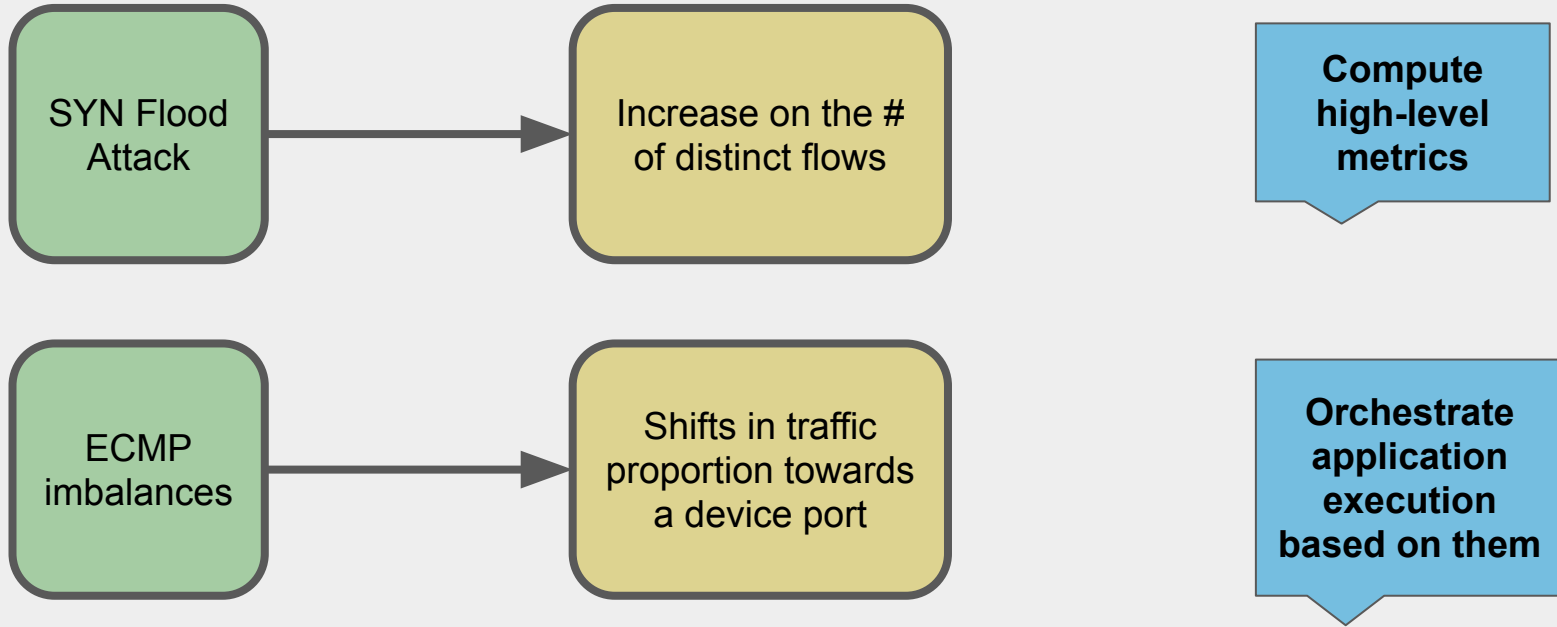 SYN Flood
Attack
Increase on the #
of distinct flows
Compute
high-level
metrics
ECMP
imbalances
Shifts in traffic
proportion towards
a device port
Orchestrate
application
execution
based on them